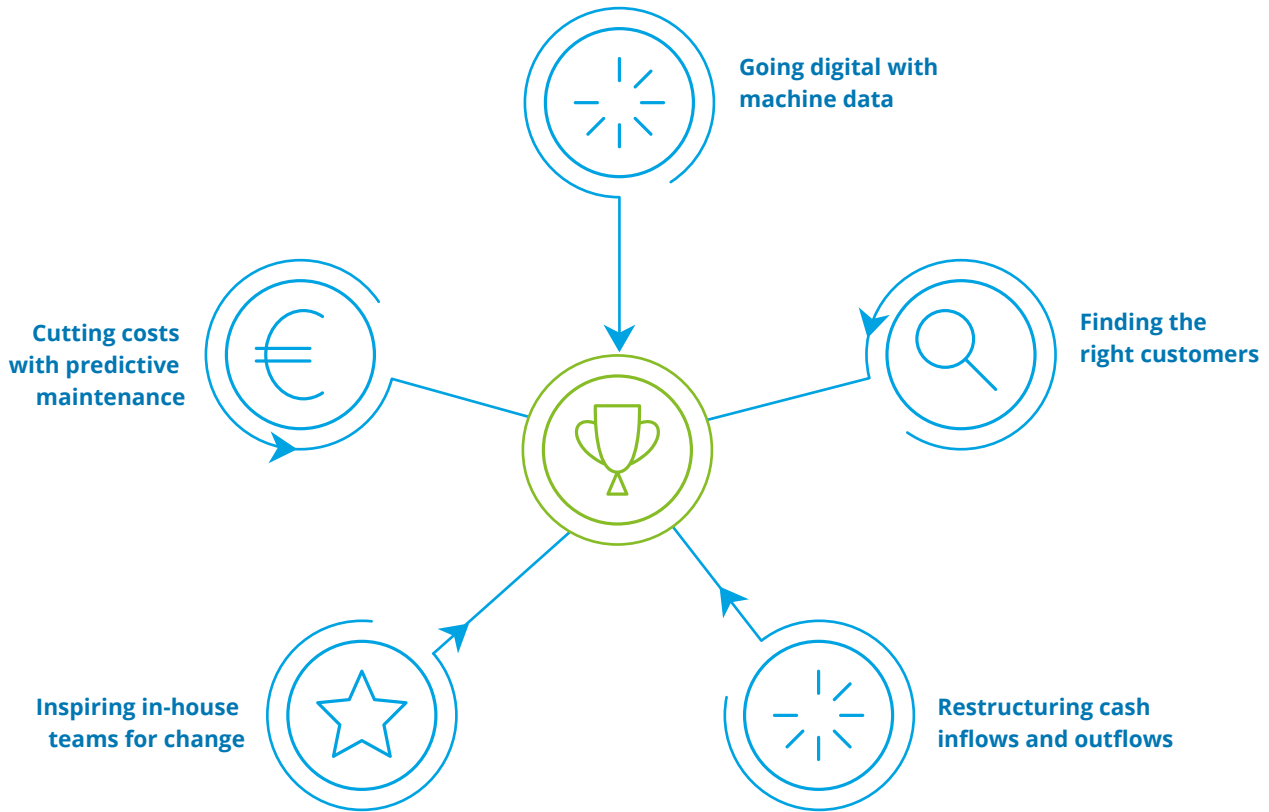 Going digital with
machine data
Finding the
right customers
Restructuring cash
inflows and outflows
Inspiring in-house
teams for change
Cutting costs
with predictive
maintenance